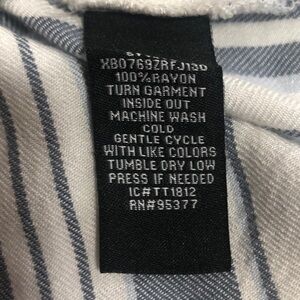 XB0769ZRFJ13D
100%RAYON
TURN GARMENT
INSIDE OUT
MACHINE WASH
COLD
GENTLE CYCLE
WITH LIKE COLORS
TUMBLE DRY LOW
PRESS IF NEEDED
IC#TT1812
RN#95377